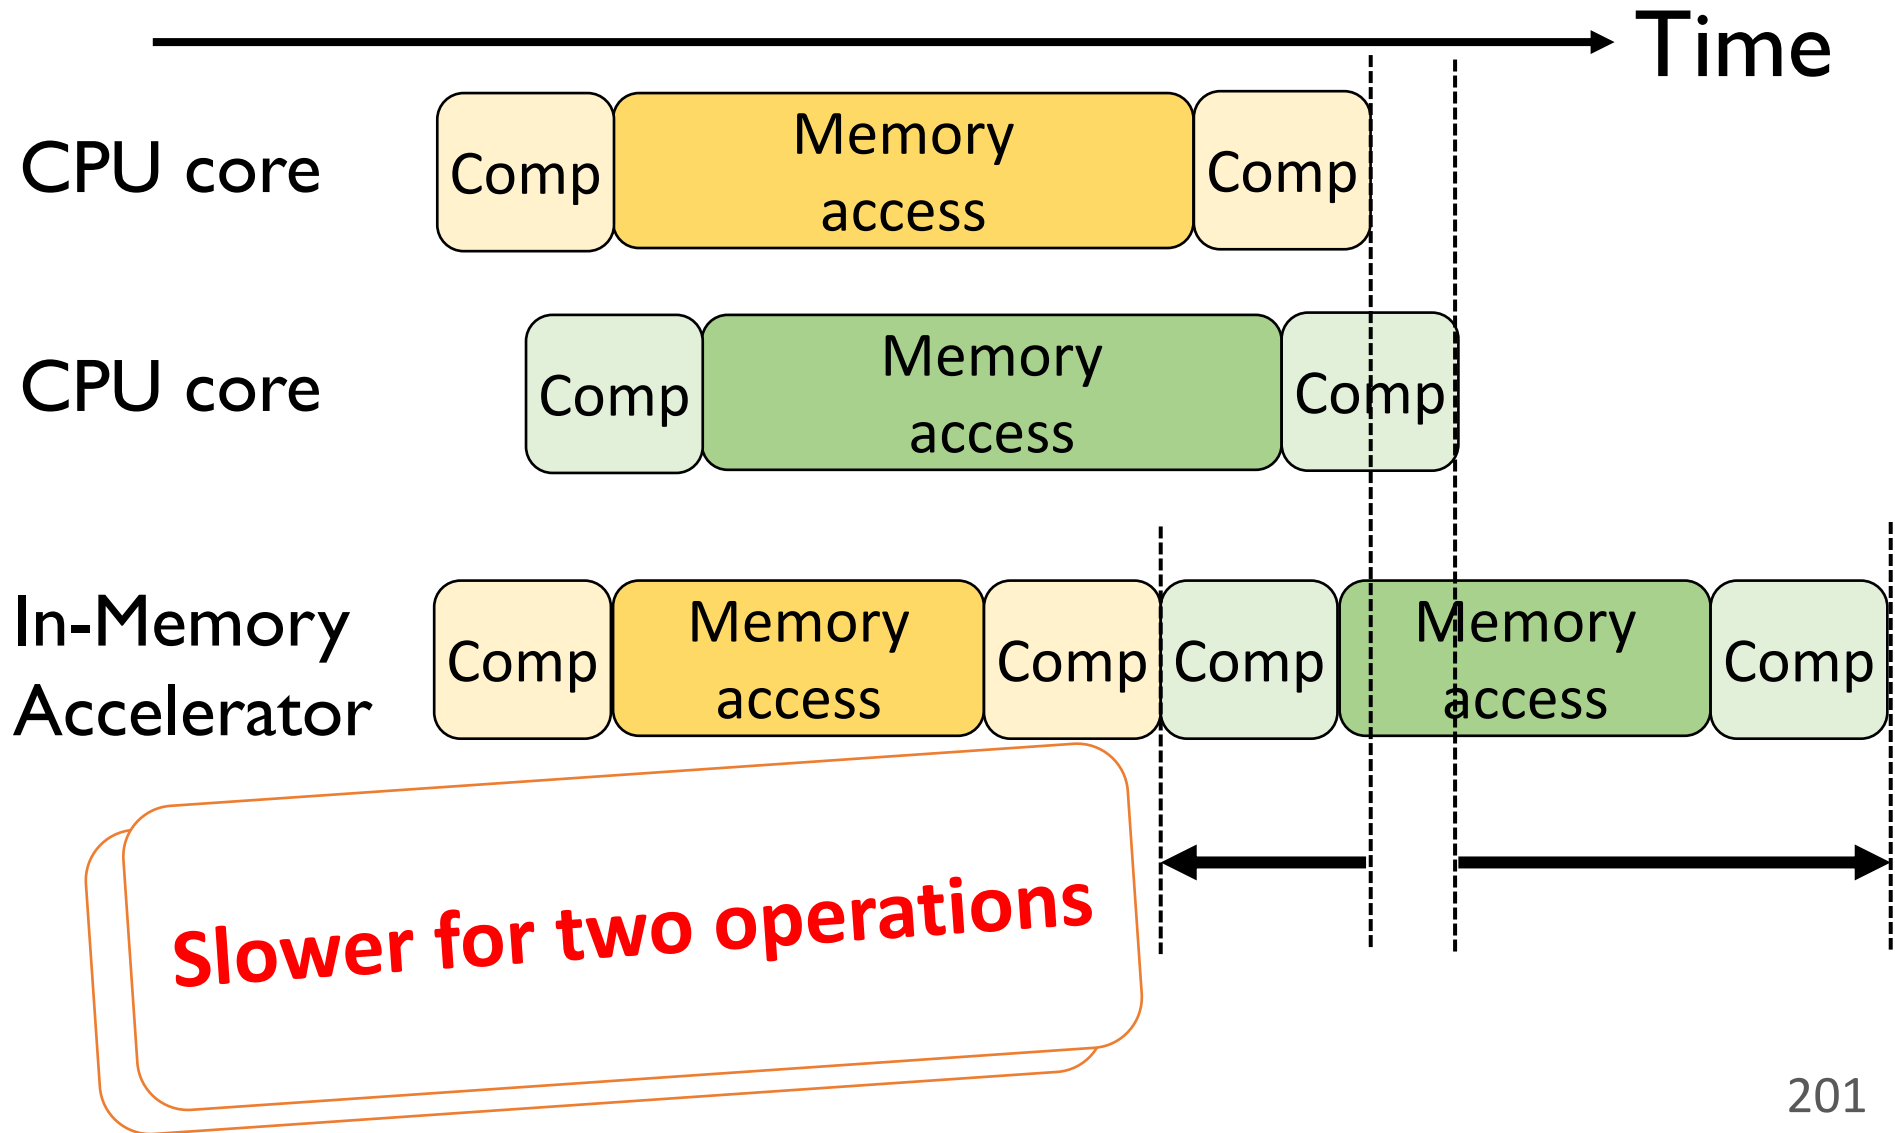 Time
CPU core
Comp
Memory
access
Comp
CPU core
Comp
Memory
access
Comp
In-Memory
Accelerator
Comp
Memory
access
Comp
Comp
Memory
access
Comp
Slower for two operations
201